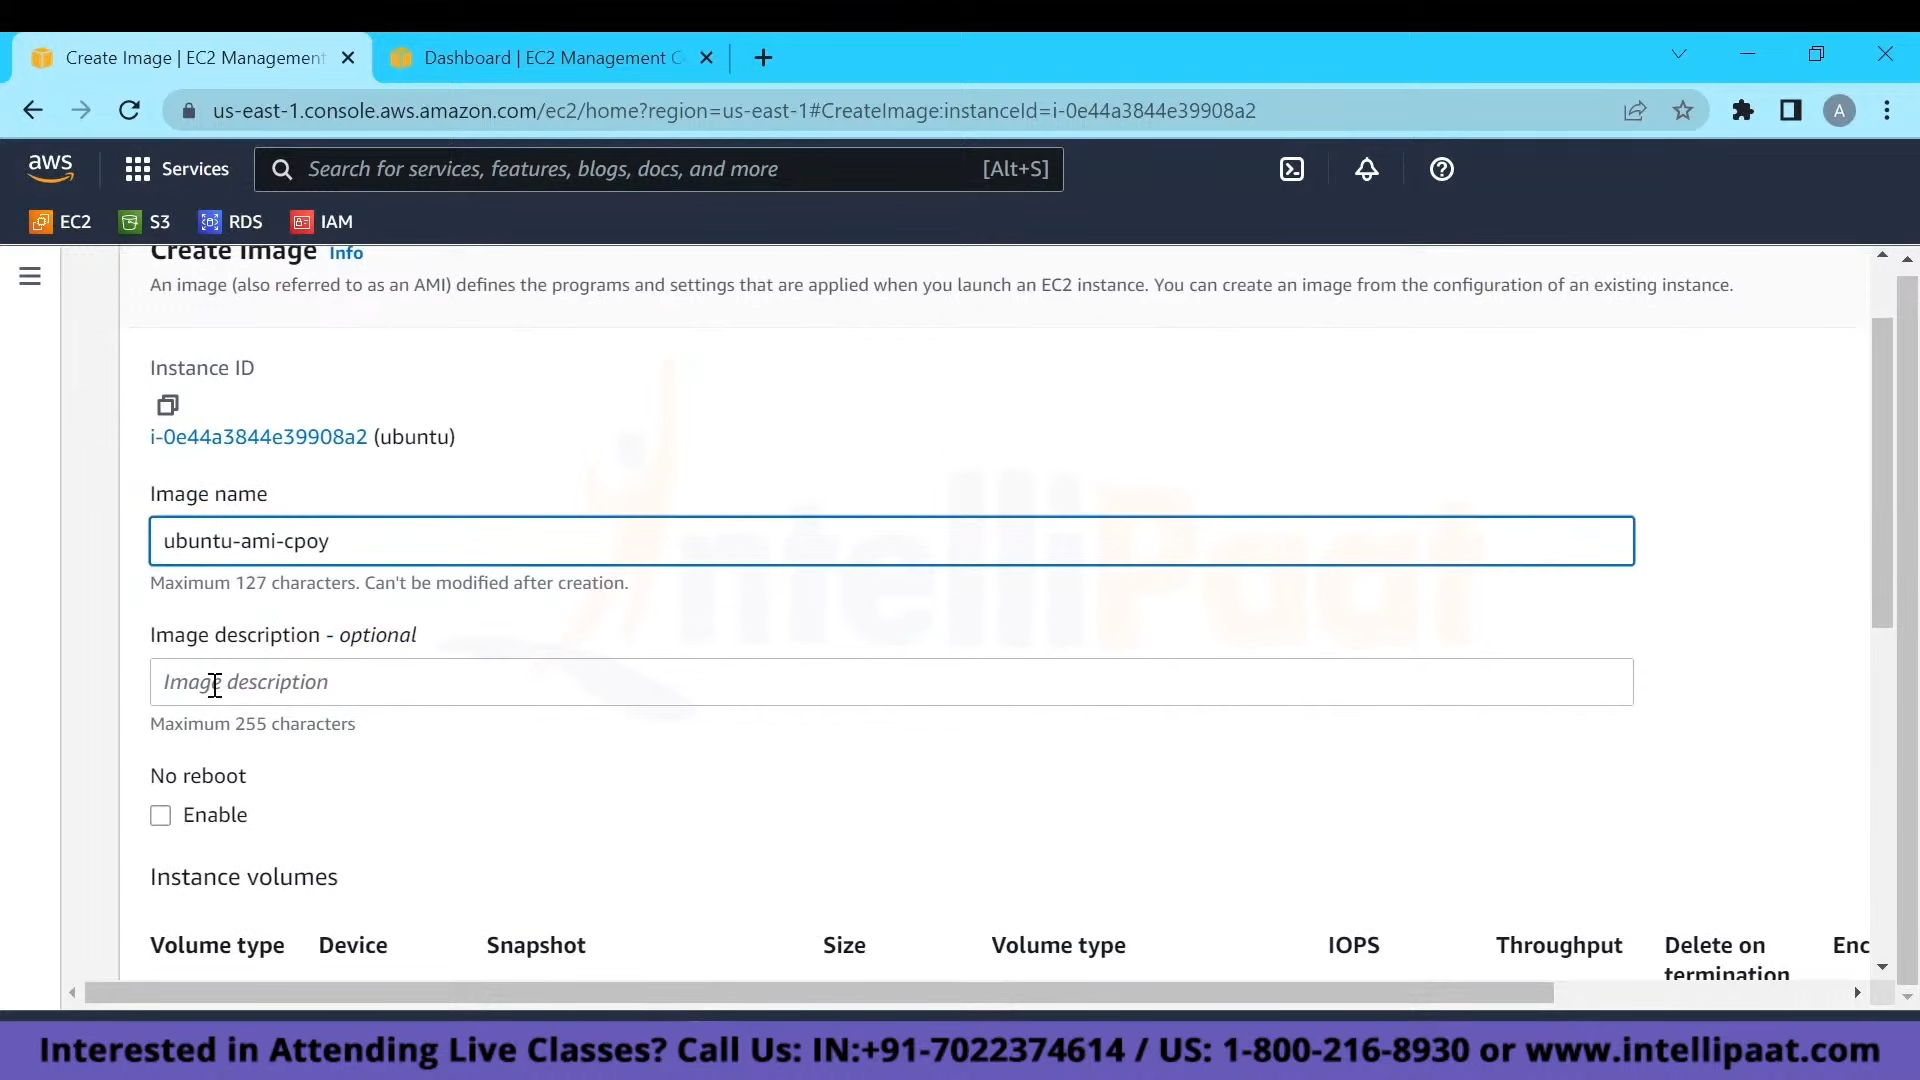 Create Image | EC2 Management
Dashboard | EC2 Management C
us-east-1.console.aws.amazon.com/ec2/home?region=us-east-1#CreateImage:instanceId=i-0e44a3844e39908a2
A
aws
Services
Search for services, features, blogs, docs, and more
[Alt+S]
EC2
S3
RDS
IAM
Create Image Info
An image (also referred to as an AMI) defines the programs and settings that are applied when you launch an EC2 instance. You can create an image from the configuration of an existing instance.
Instance ID
i-0e44a3844e39908a2 (ubuntu)
Image name
ubuntu-ami-cpoy
Maximum 127 characters. Can't be modified after creation.
Image description - optional
Image description
Maximum 255 characters
No reboot
Enable
Instance volumes
Volume type Device Snapshot Size Volume type IOPS Throughput Delete on termination Enc
IntelliPaat
Interested in Attending Live Classes? Call Us: IN:+91-7022374614 / US: 1-800-216-8930 or www.intellipaat.com